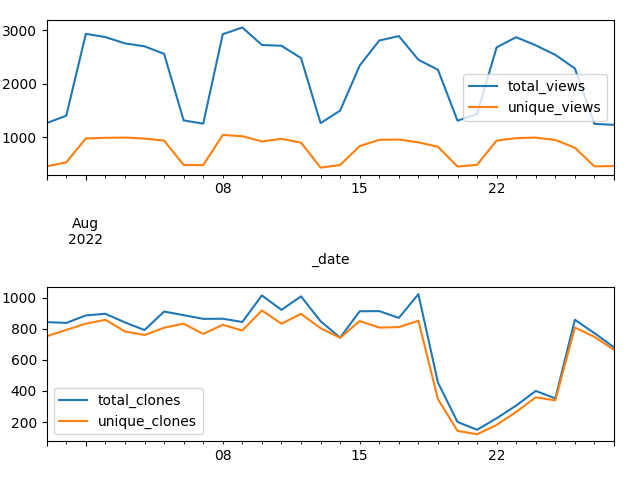 3000
2000
1000
total_views
unique_views
08
15
22
Aug
2022
_date
1000
800
600
400
200
total_clones
unique_clones
08
15
22